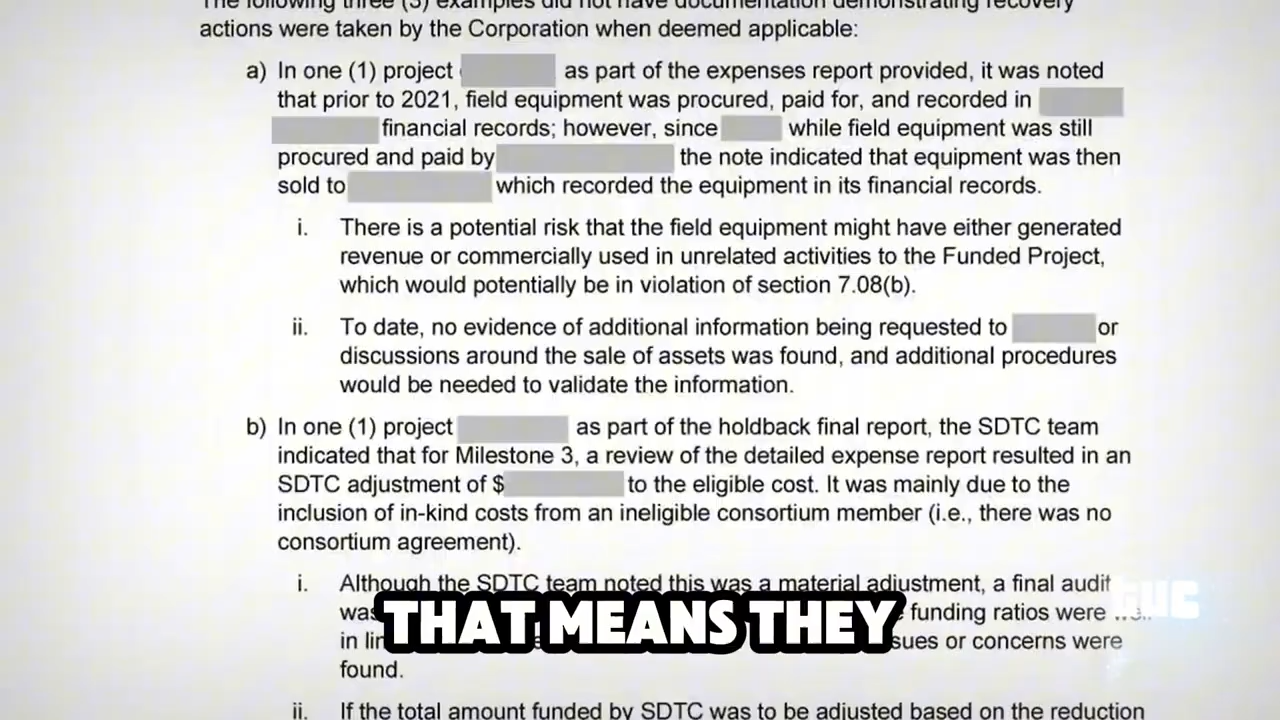 The following three (3) examples did not have documentation demonstrating recovery
actions were taken by the Corporation when deemed applicable:
a) In one (1) project as part of the expenses report provided, it was noted
that prior to 2021, field equipment was procured, paid for, and recorded in
financial records; however, since while field equipment was still
procured and paid by the note indicated that equipment was then
sold to which recorded the equipment in its financial records.
i. There is a potential risk that the field equipment might have either generated
revenue or commercially used in unrelated activities to the Funded Project,
which would potentially be in violation of section 7.08(b).
ii. To date, no evidence of additional information being requested to or
discussions around the sale of assets was found, and additional procedures
would be needed to validate the information.
b) In one (1) project as part of the holdback final report, the SDTC team
indicated that for Milestone 3, a review of the detailed expense report resulted in an
SDTC adjustment of $ to the eligible cost. It was mainly due to the
inclusion of in-kind costs from an ineligible consortium member (i.e., there was no
consortium agreement).
i. Although the SDTC team noted this was a material adjustment, a final audit
was funding ratios were
in
or concerns were
found.
THAT MEANS THEY
ii. If the total amount funded by SDTC was to be adjusted based on the reduction